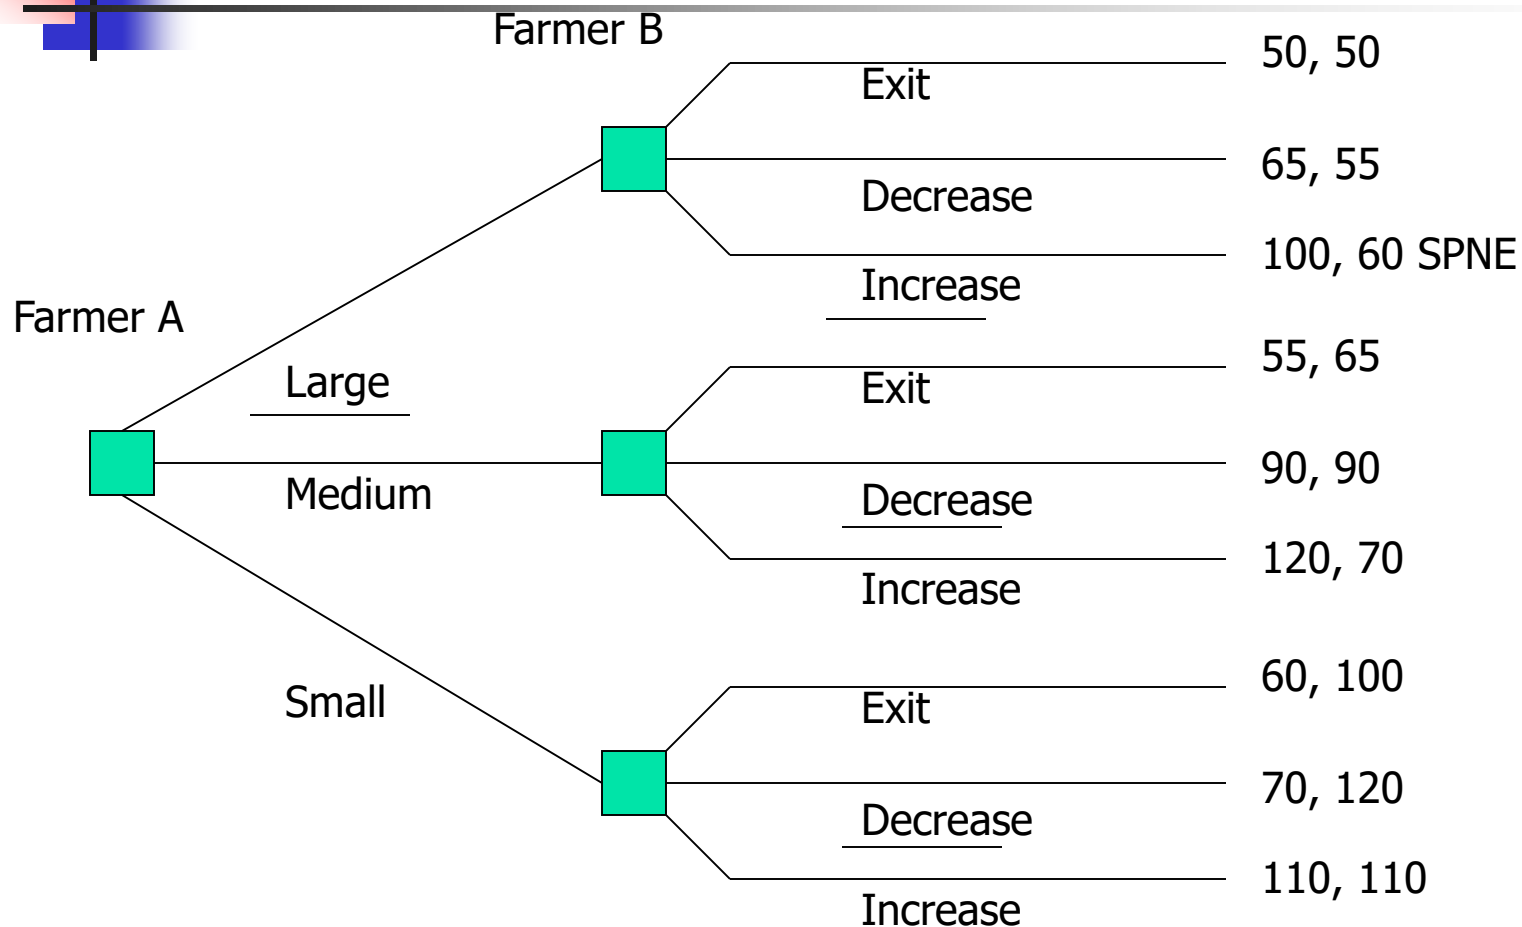 Farmer B
50, 50
Exit
65, 55
Decrease
100, 60 SPNE
Increase
Farmer A
55, 65
Large
Exit
90, 90
Medium
Decrease
120, 70
Increase
60, 100
Small
Exit
70, 120
Decrease
110, 110
Increase